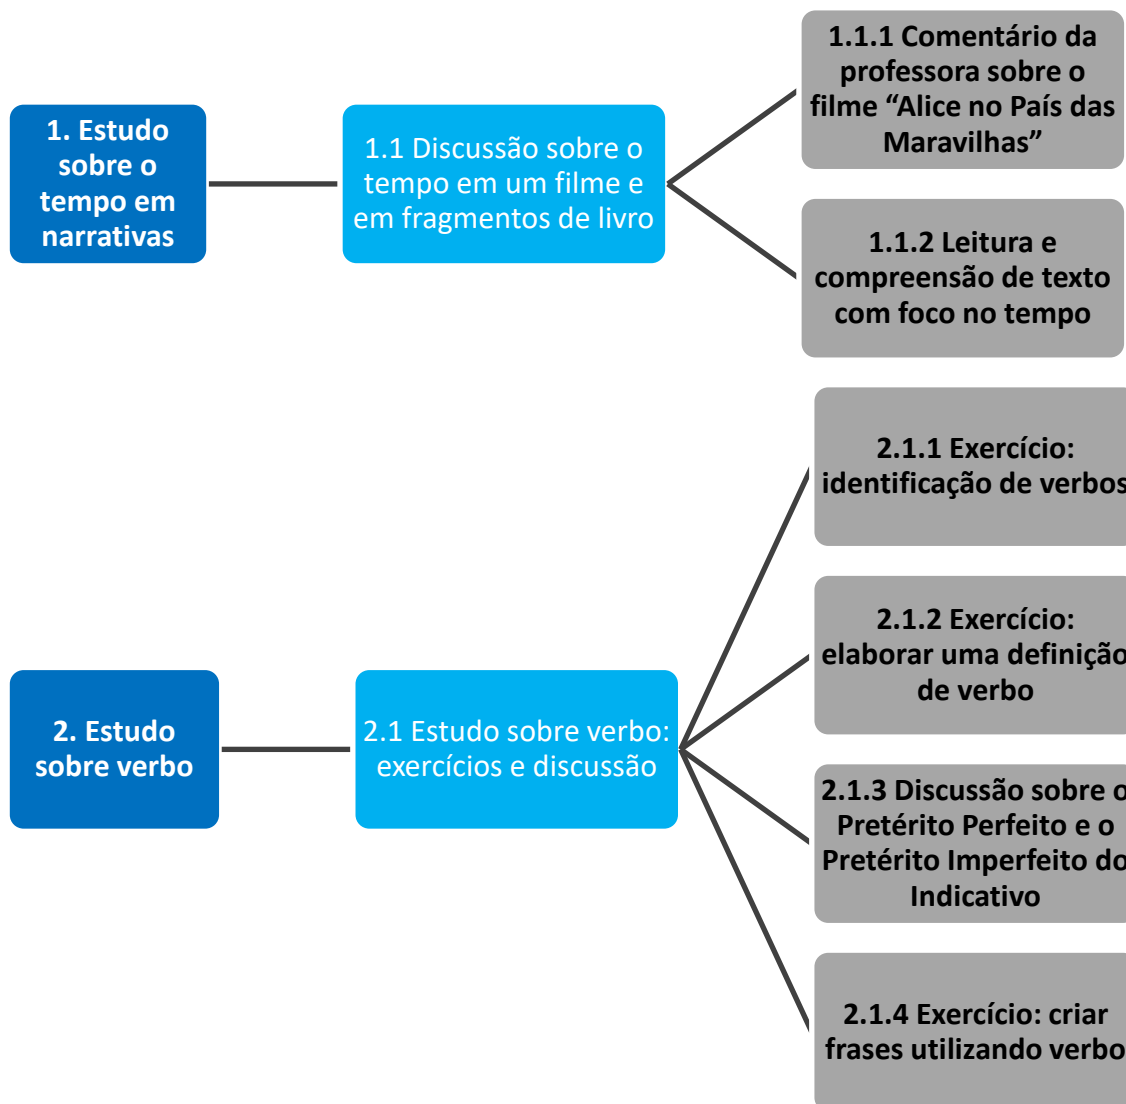 1. Estudo
sobre o
tempo em
narrativas
1.1 Discussão sobre o
tempo em um filme e
em fragmentos de livro
1.1.1 Comentário da
professora sobre o
filme “Alice no País das
Maravilhas”
1.1.2 Leitura e
compreensão de texto
com foco no tempo
2. Estudo
sobre verbo
2.1 Estudo sobre verbo:
exercícios e discussão
2.1.1 Exercício:
identificação de verbos
2.1.2 Exercício:
elaborar uma definição
de verbo
2.1.3 Discussão sobre o
Pretérito Perfeito e o
Pretérito Imperfeito do
Indicativo
2.1.4 Exercício: criar
frases utilizando verbo